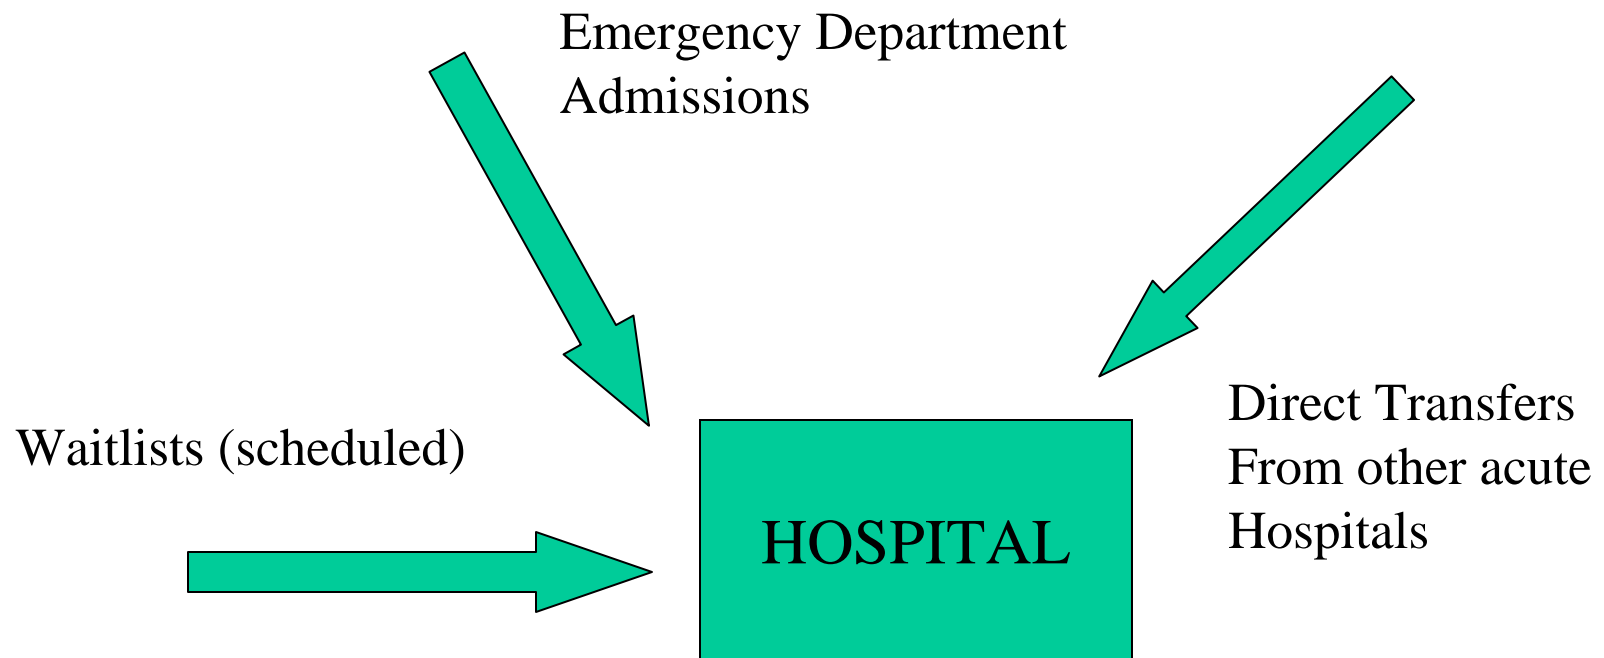 Emergency Department
Admissions
Waitlists (scheduled)
Direct Transfers
From other acute
Hospitals
HOSPITAL